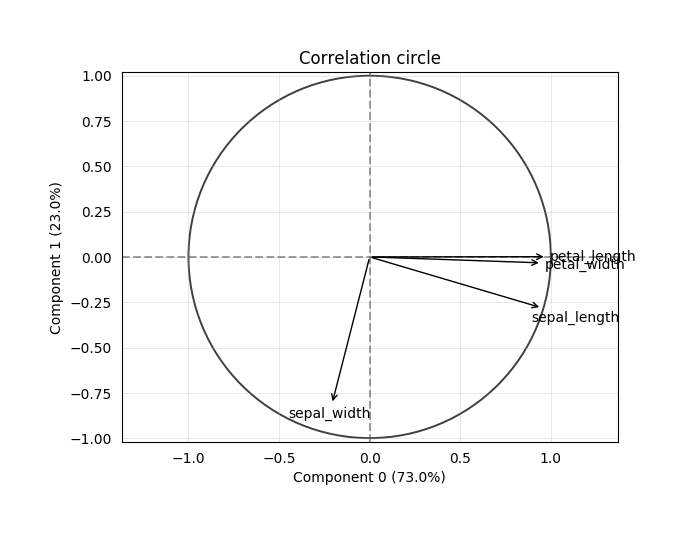 Correlation circle
1.00
0.75
0.50
0.25
0.00
−0.25
−0.50
−0.75
−1.00
Component 1 (23.0%)
petal_length
petal_width
sepal_length
sepal_width
−1.0
−0.5
0.0
0.5
1.0
Component 0 (73.0%)